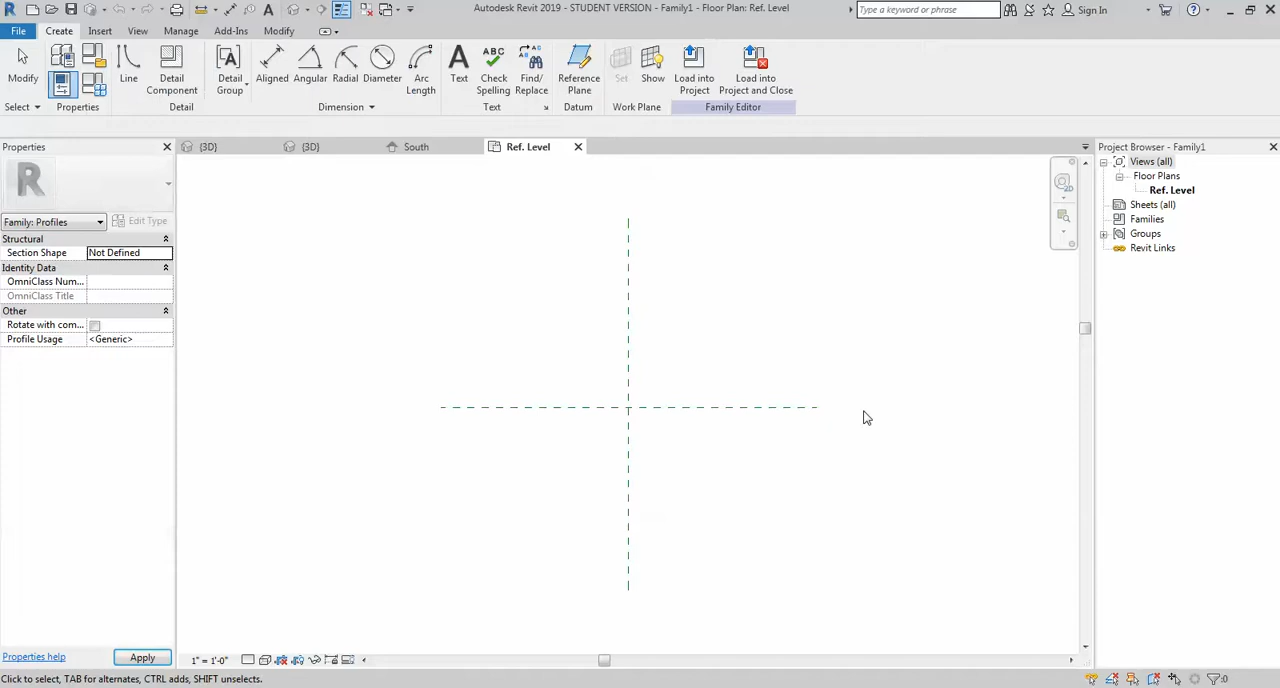 Autodesk Revit 2019 - STUDENT VERSION - Family1 - Floor Plan: Ref. Level
Type a keyword or phrase
Sign In
File Create Insert View Manage Add-Ins Modify
Modify
Line
Detail Component
Detail Group
Aligned Angular Radial Diameter
Arc Length
Text
Check Spelling
Find/ Replace
Reference Plane
Set Show
Load into Project
Load into Project and Close
Select Properties Detail Dimension Text Datum Work Plane Family Editor
Properties
{3D}
{3D}
South
Ref. Level
Project Browser - Family1
Family: Profiles
Edit Type
Structural
Section Shape Not Defined
Identity Data
OmniClass Num...
OmniClass Title
Other
Rotate with com...
Profile Usage <Generic>
Views (all)
Floor Plans
Ref. Level
Sheets (all)
Families
Groups
Revit Links
2D
Properties help
Apply
1" = 1'-0"
Click to select, TAB for alternates, CTRL adds, SHIFT unselects.
:0